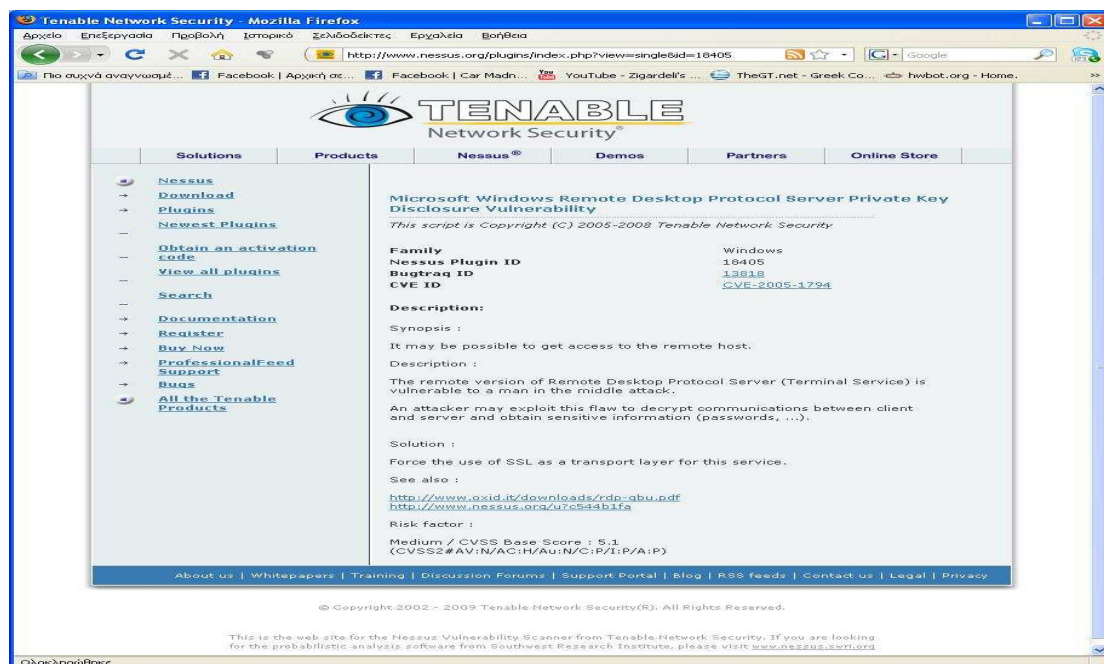 Tenable Network Security - Mozilla Firefox
Αρχείο Επεξεργασία Προβολή Ιστορικό Σελιδοδείκτες Εργαλεία Βοήθεια
http://www.nessus.org/plugins/index.php?view=single&id=18405
Google
Πιο συχνά αναγνωσμέ... Facebook | Αρχική σε... Facebook | Car Madn... YouTube - Zigardeli's ... TheGT.net - Greek Co... hwbot.org - Home.
TENABLE
Network Security®
Solutions Products Nessus® Demos Partners Online Store
Nessus
Download
Plugins
Newest Plugins
Obtain an activation
code
View all plugins
Search
Documentation
Register
Buy Now
ProfessionalFeed
Support
Bugs
All the Tenable
Products
Microsoft Windows Remote Desktop Protocol Server Private Key
Disclosure Vulnerability
This script is Copyright (C) 2005-2008 Tenable Network Security
Family Windows
Nessus Plugin ID 18405
Bugtraq ID 13818
CVE ID CVE-2005-1794
Description:
Synopsis :
It may be possible to get access to the remote host.
Description :
The remote version of Remote Desktop Protocol Server (Terminal Service) is
vulnerable to a man in the middle attack.
An attacker may exploit this flaw to decrypt communications between client
and server and obtain sensitive information (passwords, ...).
Solution :
Force the use of SSL as a transport layer for this service.
See also :
http://www.oxid.it/downloads/rdp-gbu.pdf
http://www.nessus.org/u?c544b1fa
Risk factor :
Medium / CVSS Base Score : 5.1
(CVSS2#AV:N/AC:H/Au:N/C:P/I:P/A:P)
About us | Whitepapers | Training | Discussion Forums | Support Portal | Blog | RSS feeds | Contact us | Legal | Privacy
© Copyright 2002 - 2009 Tenable Network Security(R). All Rights Reserved.
This is the web site for the Nessus Vulnerability Scanner from Tenable Network Security. If you are looking
for the probabilistic analysis software from Southwest Research Institute, please visit www.nessus.swri.org
Ολοκληρώθηκε